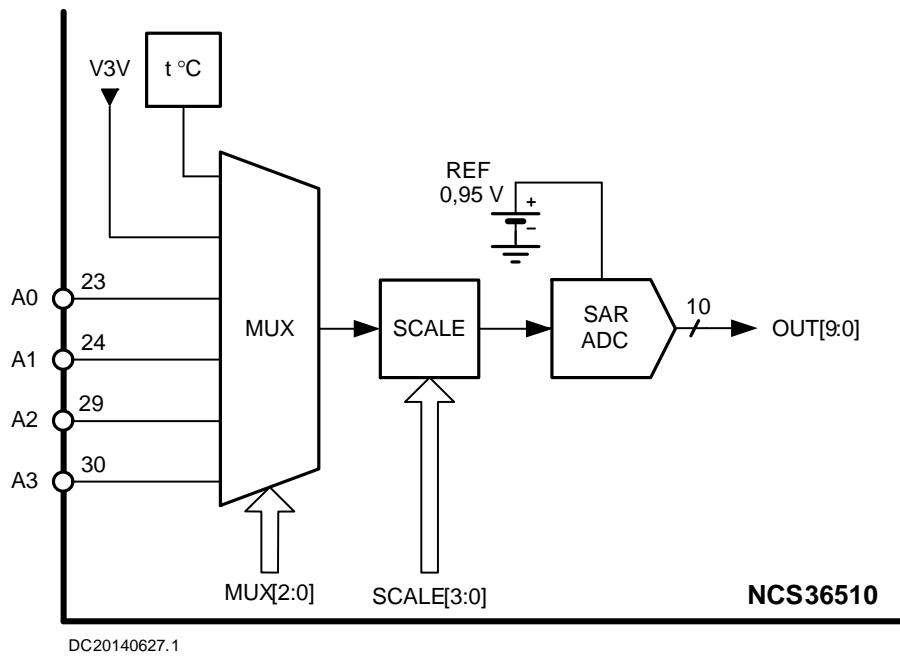 V3V
t °C
REF
0,95 V
+
−
A0
23
A1
24
A2
29
A3
30
MUX
SCALE
SAR
ADC
10
OUT[9:0]
MUX[2:0]
SCALE[3:0]
NCS36510
DC20140627.1